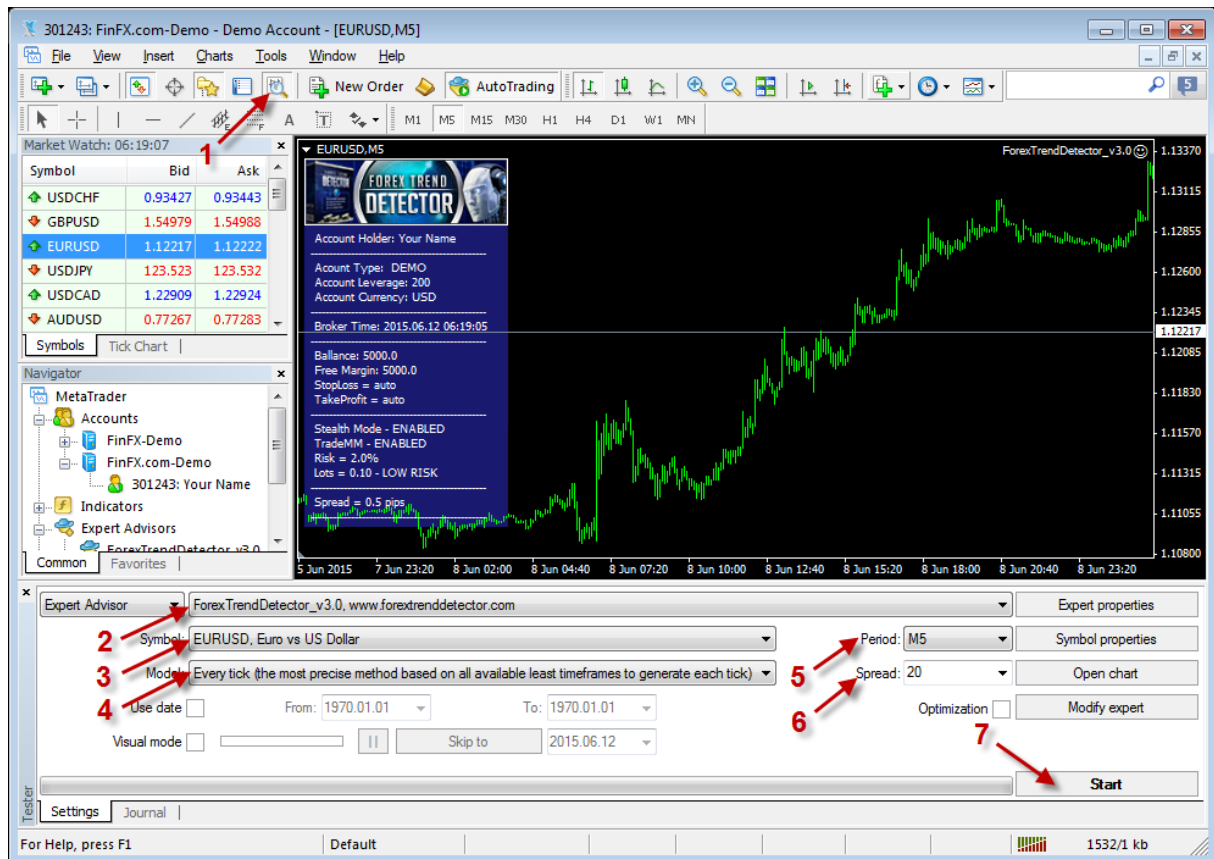 301243: FinFX.com-Demo - Demo Account - [EURUSD,M5]
File View Insert Charts Tools Window Help
New Order AutoTrading 5
E F A T M1 M5 M15 M30 H1 H4 D1 W1 MN
1
Market Watch: 06:19:07
Symbol Bid Ask
USDCHF 0.93427 0.93443
GBPUSD 1.54979 1.54988
EURUSD 1.12217 1.12222
USDJPY 123.523 123.532
USDCAD 1.22909 1.22924
AUDUSD 0.77267 0.77283
Symbols Tick Chart
Navigator
MetaTrader
Accounts
FinFX-Demo
FinFX.com-Demo
301243: Your Name
Indicators
Expert Advisors
ForexTrendDetector_v3.0
Common Favorites
EURUSD,M5
ForexTrendDetector_v3.0
DETECTOR
FOREX TREND
DETECTOR
Account Holder: Your Name
Acount Type: DEMO
Account Leverage: 200
Account Currency: USD
Broker Time: 2015.06.12 06:19:05
Ballance: 5000.0
Free Margin: 5000.0
StopLoss = auto
TakeProfit = auto
Stealth Mode - ENABLED
TradeMM - ENABLED
Risk = 2.0%
Lots = 0.10 - LOW RISK
Spread = 0.5 pips
1.13370
1.13115
1.12855
1.12600
1.12345
1.12217
1.12085
1.11830
1.11570
1.11315
1.11055
1.10800
5 Jun 2015 7 Jun 23:20 8 Jun 02:00 8 Jun 04:40 8 Jun 07:20 8 Jun 10:00 8 Jun 12:40 8 Jun 15:20 8 Jun 18:00 8 Jun 20:40 8 Jun 23:20
Expert Advisor ForexTrendDetector_v3.0, www.forextrenddetector.com Expert properties
2
Symbol: EURUSD, Euro vs US Dollar Period: M5 Symbol properties
3 5
Model: Every tick (the most precise method based on all available least timeframes to generate each tick) Spread: 20 Open chart
4 6
Use date From: 1970.01.01 To: 1970.01.01 Optimization Modify expert
7
Visual mode Skip to 2015.06.12
Start
Tester
Settings Journal
For Help, press F1 Default 1532/1 kb